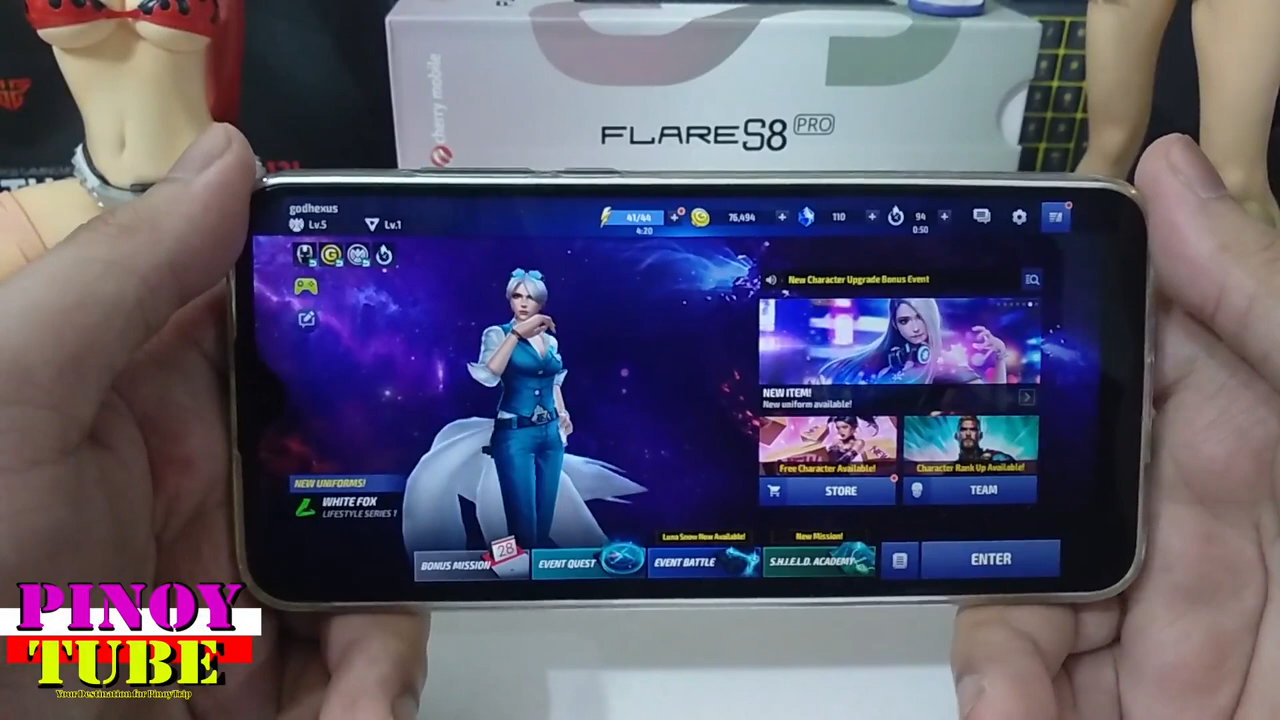 cherry mobile
FLARE S8 PRO
godhexus
Lv.5
Lv.1
41/44
4:20
76,494
110
94
0:50
New Character Upgrade Bonus Event
NEW ITEM!
New uniform available!
Free Character Available!
Character Rank Up Available!
STORE
TEAM
NEW UNIFORMS!
WHITE FOX
LIFESTYLE SERIES 1
Luna Snow Now Available!
New Mission!
BONUS MISSION
28
EVENT QUEST
EVENT BATTLE
S.H.I.E.L.D. ACADEMY
ENTER
PINOY
TUBE
Your Destination for PinoyTrip